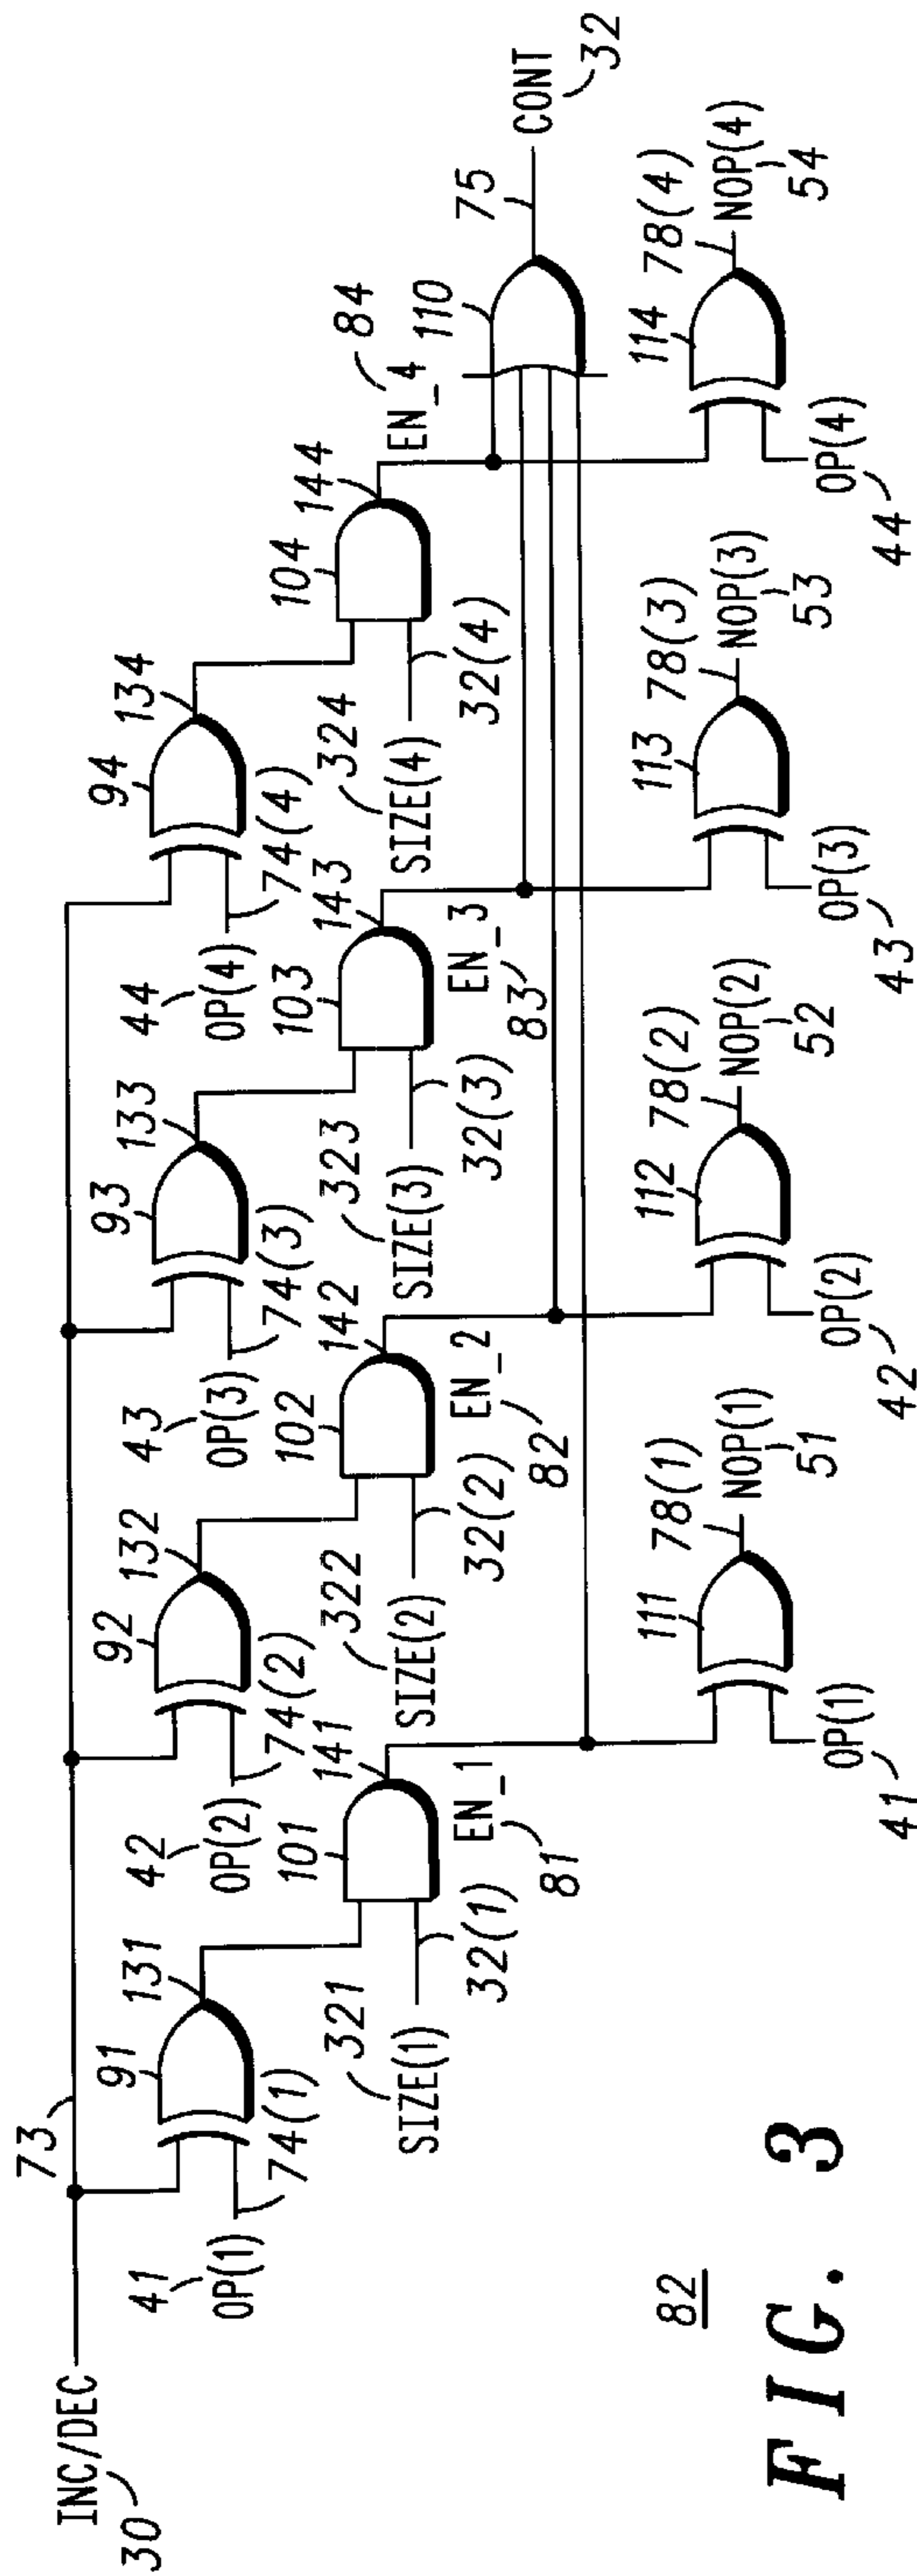 INC/DEC
30
73
41
OP(1)
74(1)
91
131
321
SIZE(1)
32(1)
101
141
EN_1
81
42
OP(2)
74(2)
92
132
322
SIZE(2)
32(2)
102
142
EN_2
82
43
OP(3)
74(3)
93
133
323
SIZE(3)
32(3)
103
143
EN_3
83
44
OP(4)
74(4)
94
134
324
SIZE(4)
32(4)
104
144
EN_4
84
110
75
CONT
32
OP(1)
41
111
78(1)
NOP(1)
51
OP(2)
42
112
78(2)
NOP(2)
52
OP(3)
43
113
78(3)
NOP(3)
53
OP(4)
44
114
78(4)
NOP(4)
54
82
FIG. 3